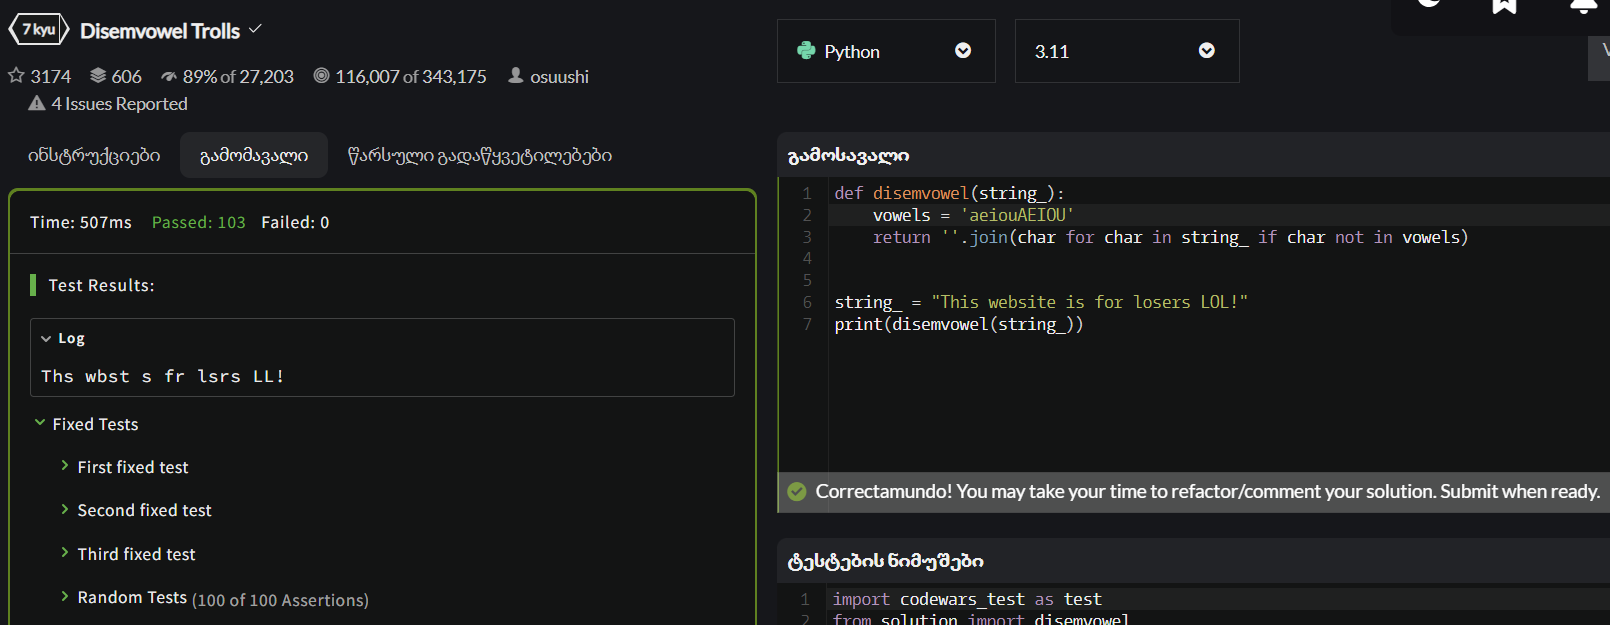 7 kyu Disemvowel Trolls
3174 606 89% of 27,203 116,007 of 343,175 osuushi
4 Issues Reported
ინსტრუქციები გამომავალი წარსული გადაწყვეტილებები
Time: 507ms Passed: 103 Failed: 0
Test Results:
Log
Ths wbst s fr lsrs LL!
Fixed Tests
First fixed test
Second fixed test
Third fixed test
Random Tests (100 of 100 Assertions)
Python 3.11
გამოსავალი
1 def disemvowel(string_):
2 vowels = 'aeiouAEIOU'
3 return ''.join(char for char in string_ if char not in vowels)
4
5
6 string_ = "This website is for losers LOL!"
7 print(disemvowel(string_))
Correctamundo! You may take your time to refactor/comment your solution. Submit when ready.
ტესტების ნიმუშები
1 import codewars_test as test
2 from solution import disemvowel